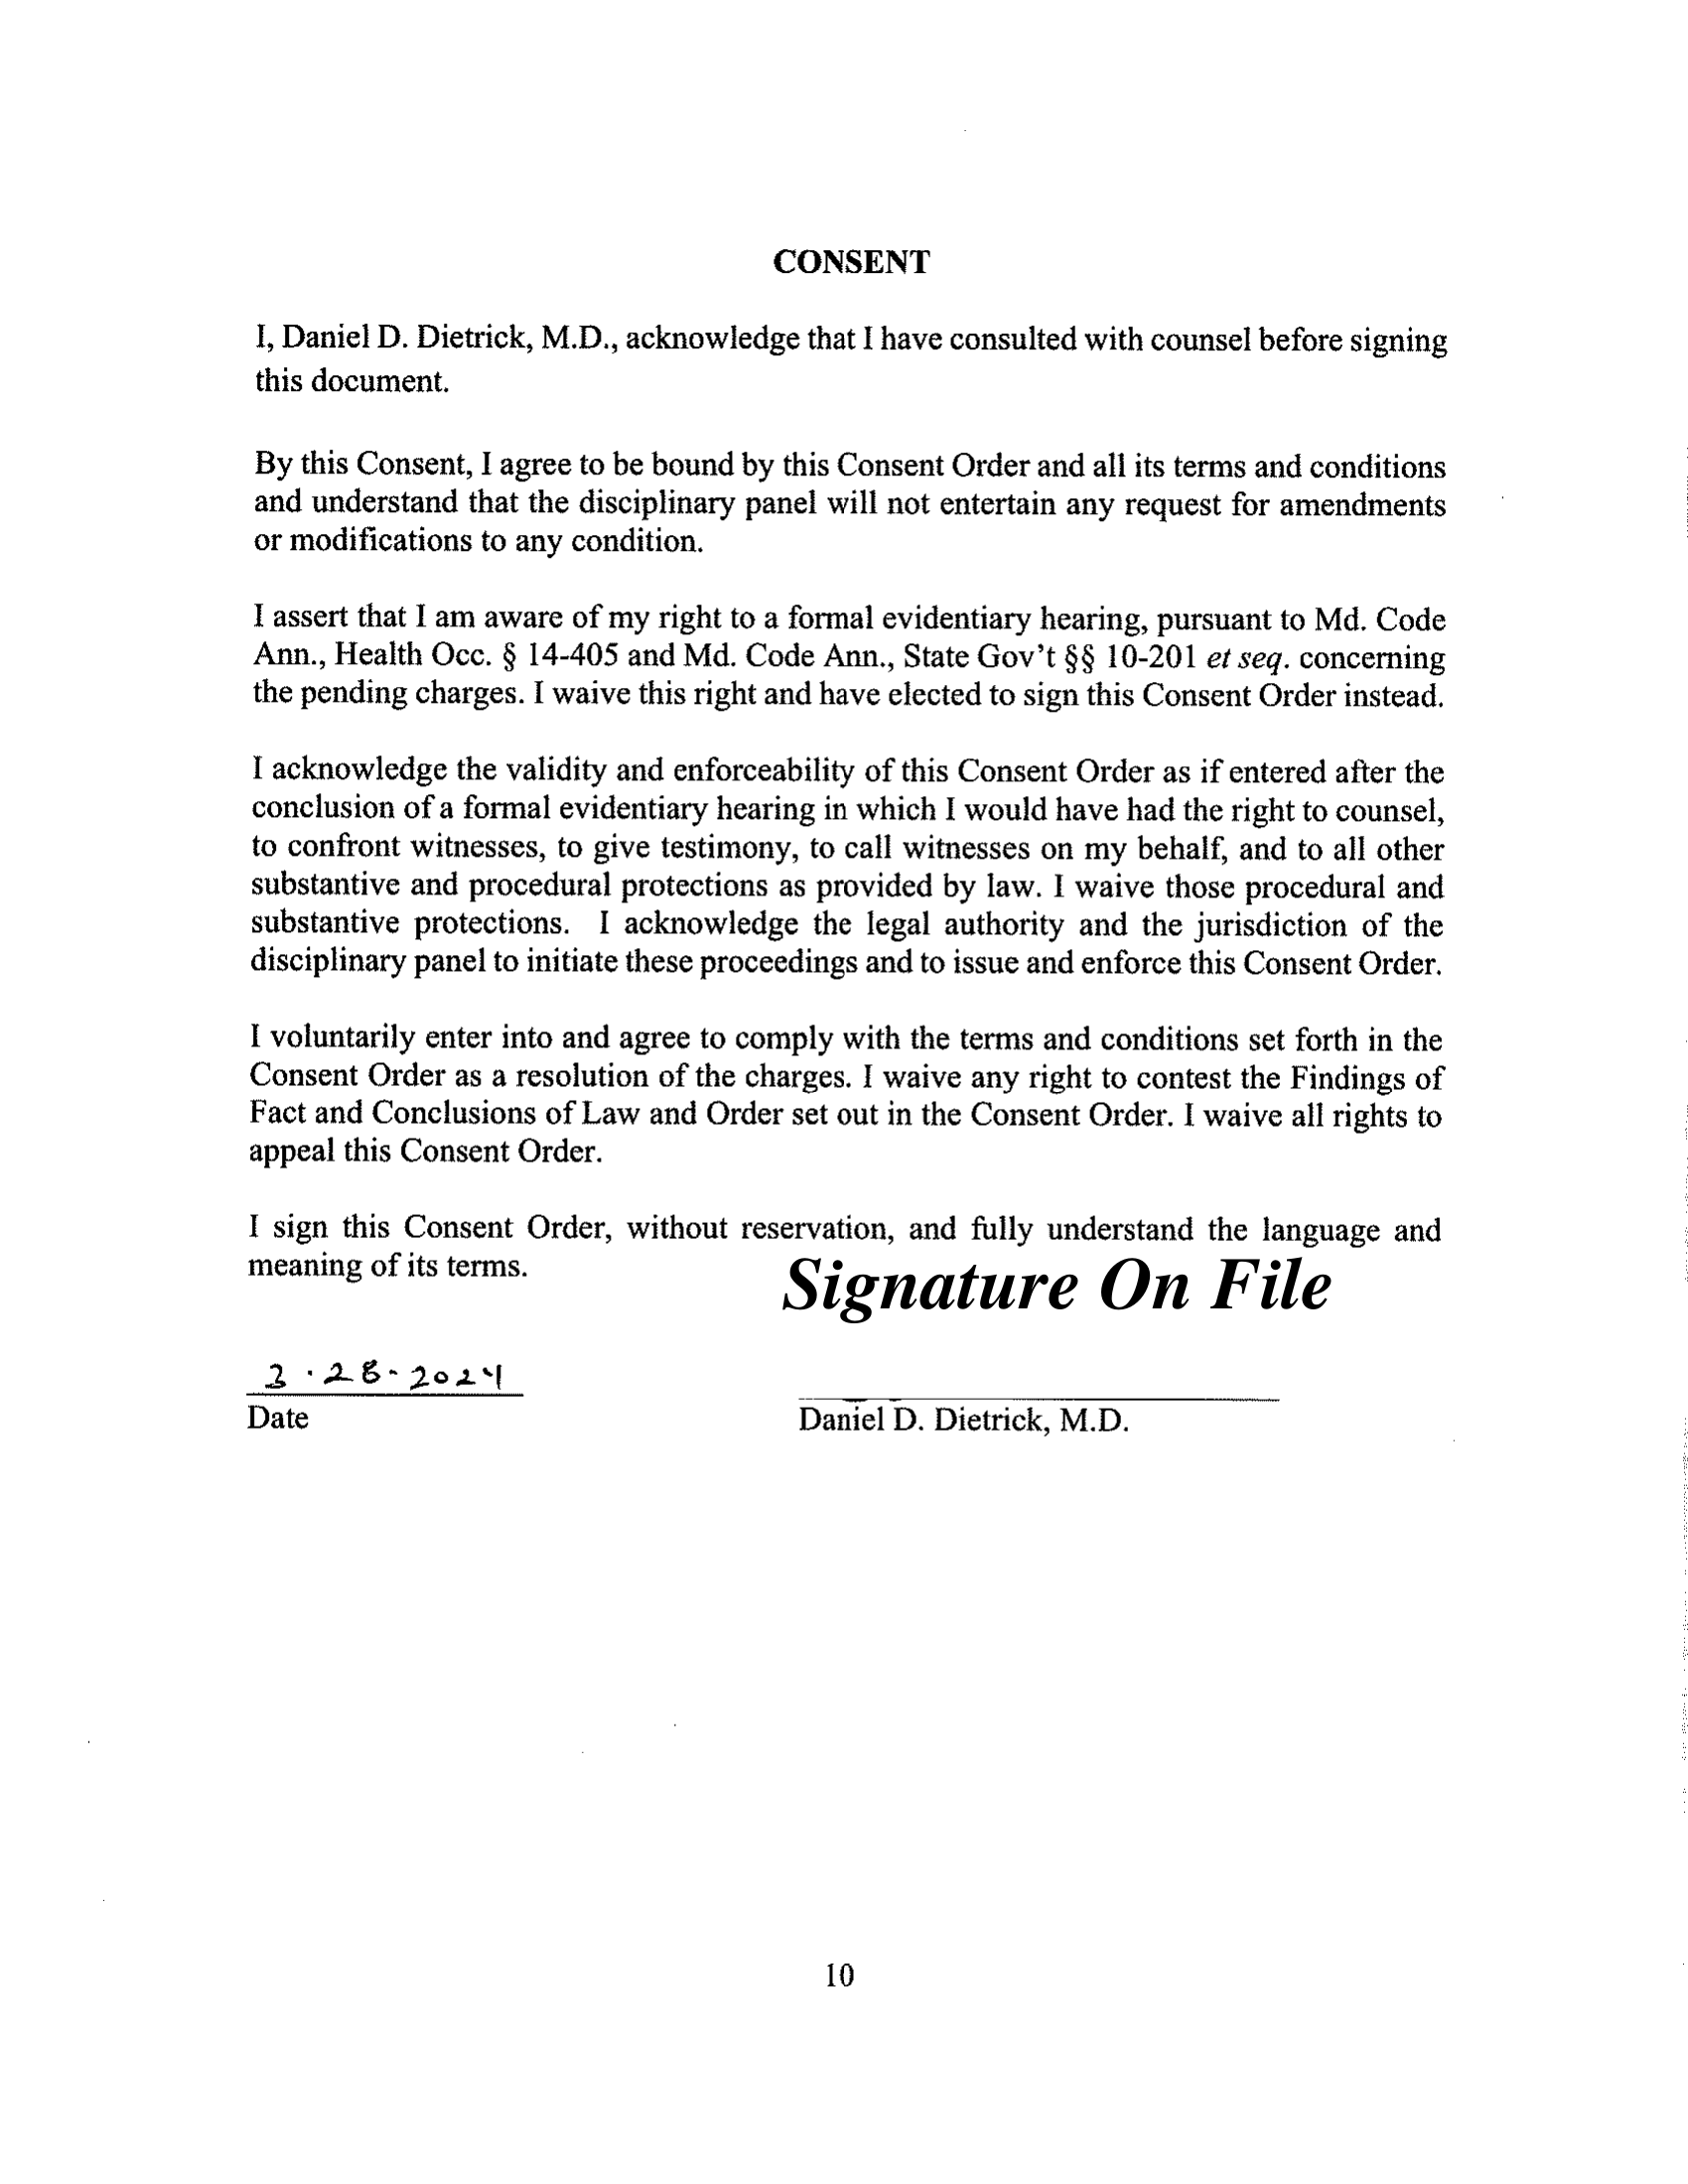 CONSENT
I, Daniel D. Dietrick, M.D., acknowledge that I have consulted with counsel before signing
this document.
By this Consent, I agree to be bound by this Consent Order and all its terms and conditions
and understand that the disciplinary panel will not entertain any request for amendments
or modifications to any condition.
I assert that I am aware of my right to a formal evidentiary hearing, pursuant to Md. Code
Ann., Health Occ. § 14-405 and Md. Code Ann., State Gov't §§ 10-201 et seq. concerning
the pending charges. I waive this right and have elected to sign this Consent Order instead.
I acknowledge the validity and enforceability of this Consent Order as if entered after the
conclusion of a formal evidentiary hearing in which I would have had the right to counsel,
to confront witnesses, to give testimony, to call witnesses on my behalf, and to all other
substantive and procedural protections as provided by law. I waive those procedural and
substantive protections. I acknowledge the legal authority and the jurisdiction of the
disciplinary panel to initiate these proceedings and to issue and enforce this Consent Order.
I voluntarily enter into and agree to comply with the terms and conditions set forth in the
Consent Order as a resolution of the charges. I waive any right to contest the Findings of
Fact and Conclusions of Law and Order set out in the Consent Order. I waive all rights to
appeal this Consent Order.
I sign this Consent Order, without reservation, and fully understand the language and
meaning of its terms.
Signature On File
3 · 28 - 2024
Date
Daniel D. Dietrick, M.D.
10